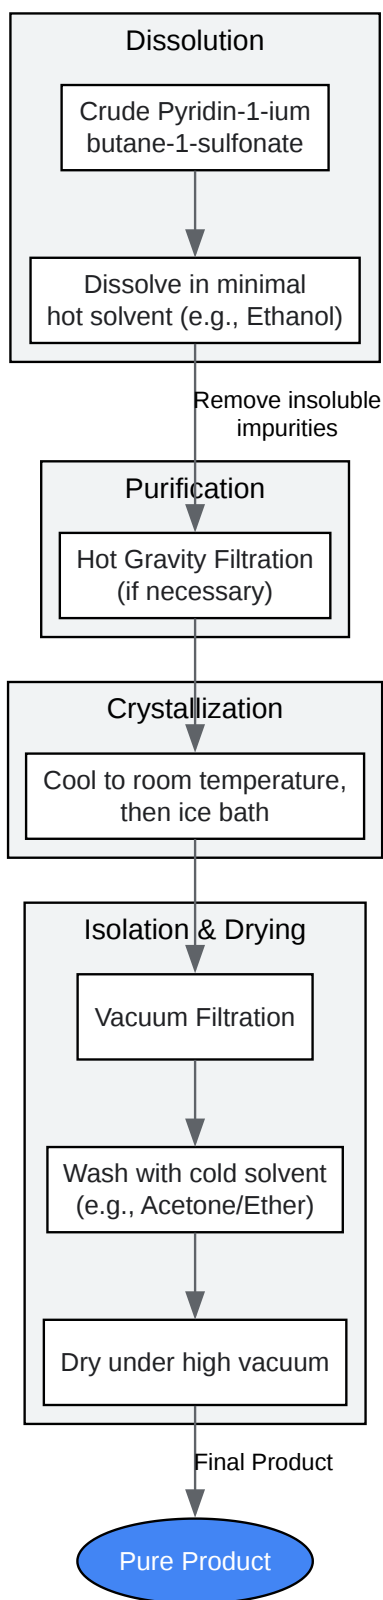 Dissolution
Crude Pyridin-1-ium
butane-1-sulfonate
Dissolve in minimal
hot solvent (e.g., Ethanol)
Remove insoluble
impurities
Purification
Hot Gravity Filtration
(if necessary)
Crystallization
Cool to room temperature,
then ice bath
Isolation & Drying
Vacuum Filtration
Wash with cold solvent
(e.g., Acetone/Ether)
Dry under high vacuum
Final Product
Pure Product